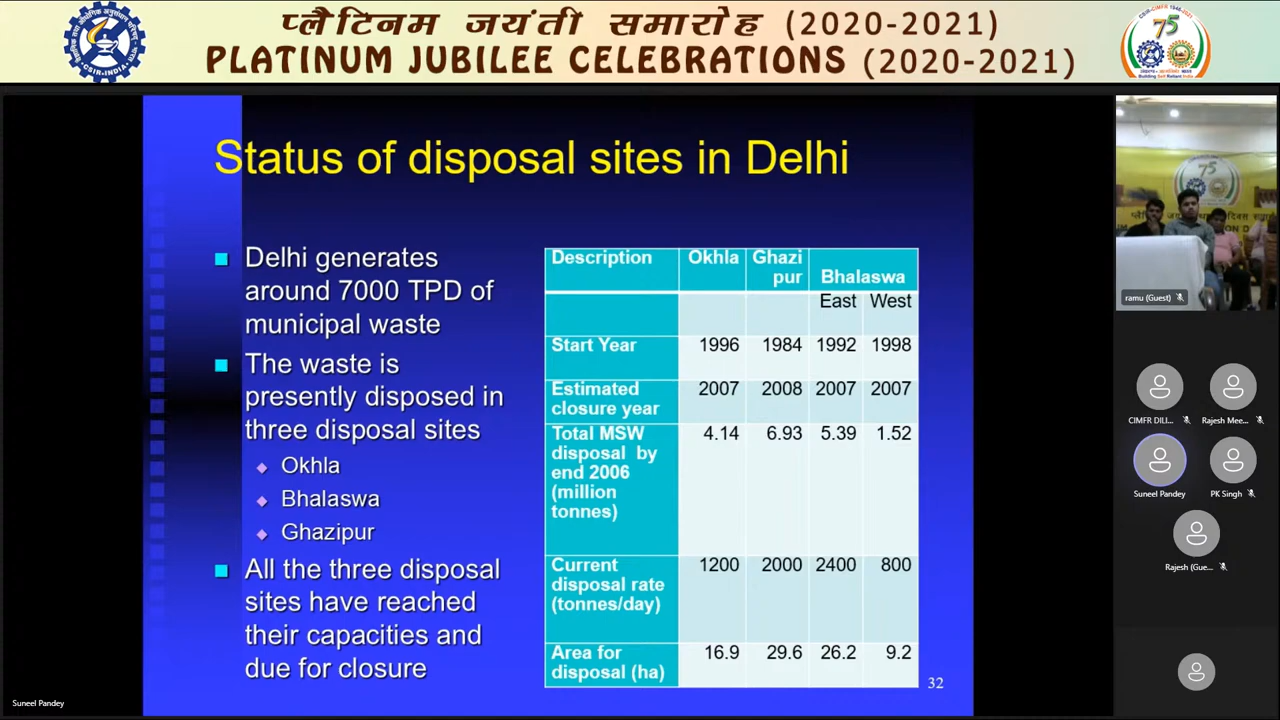 प्लैटिनम जयंती समारोह (2020-2021)
PLATINUM JUBILEE CELEBRATIONS (2020-2021)
CSIR-INDIA
75
Status of disposal sites in Delhi
Delhi generates
around 7000 TPD of
municipal waste
The waste is
presently disposed in
three disposal sites
Okhla
Bhalaswa
Ghazipur
All the three disposal
sites have reached
their capacities and
due for closure
Description Okhla Ghazi
pur Bhalaswa
East West
Start Year 1996 1984 1992 1998
Estimated
closure year 2007 2008 2007 2007
Total MSW
disposal by
end 2006
(million
tonnes) 4.14 6.93 5.39 1.52
Current
disposal rate
(tonnes/day) 1200 2000 2400 800
Area for
disposal (ha) 16.9 29.6 26.2 9.2
32
75
ramu (Guest)
CIMFR DILI...
Rajesh Mee...
Suneel Pandey
PK Singh
Rajesh (Gue...
Suneel Pandey